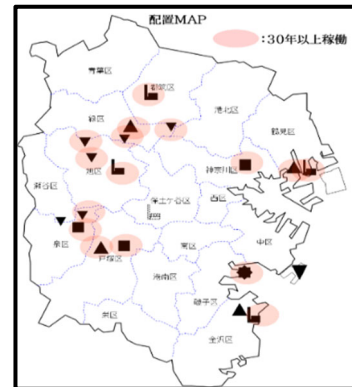 配置MAP
:30年以上稼働
青葉区
都筑区
港北区
緑区
鶴見区
旭区
神奈川区
瀬谷区
保土ケ谷区
西区
中区
泉区
戸塚区
南区
港南区
磯子区
栄区
金沢区